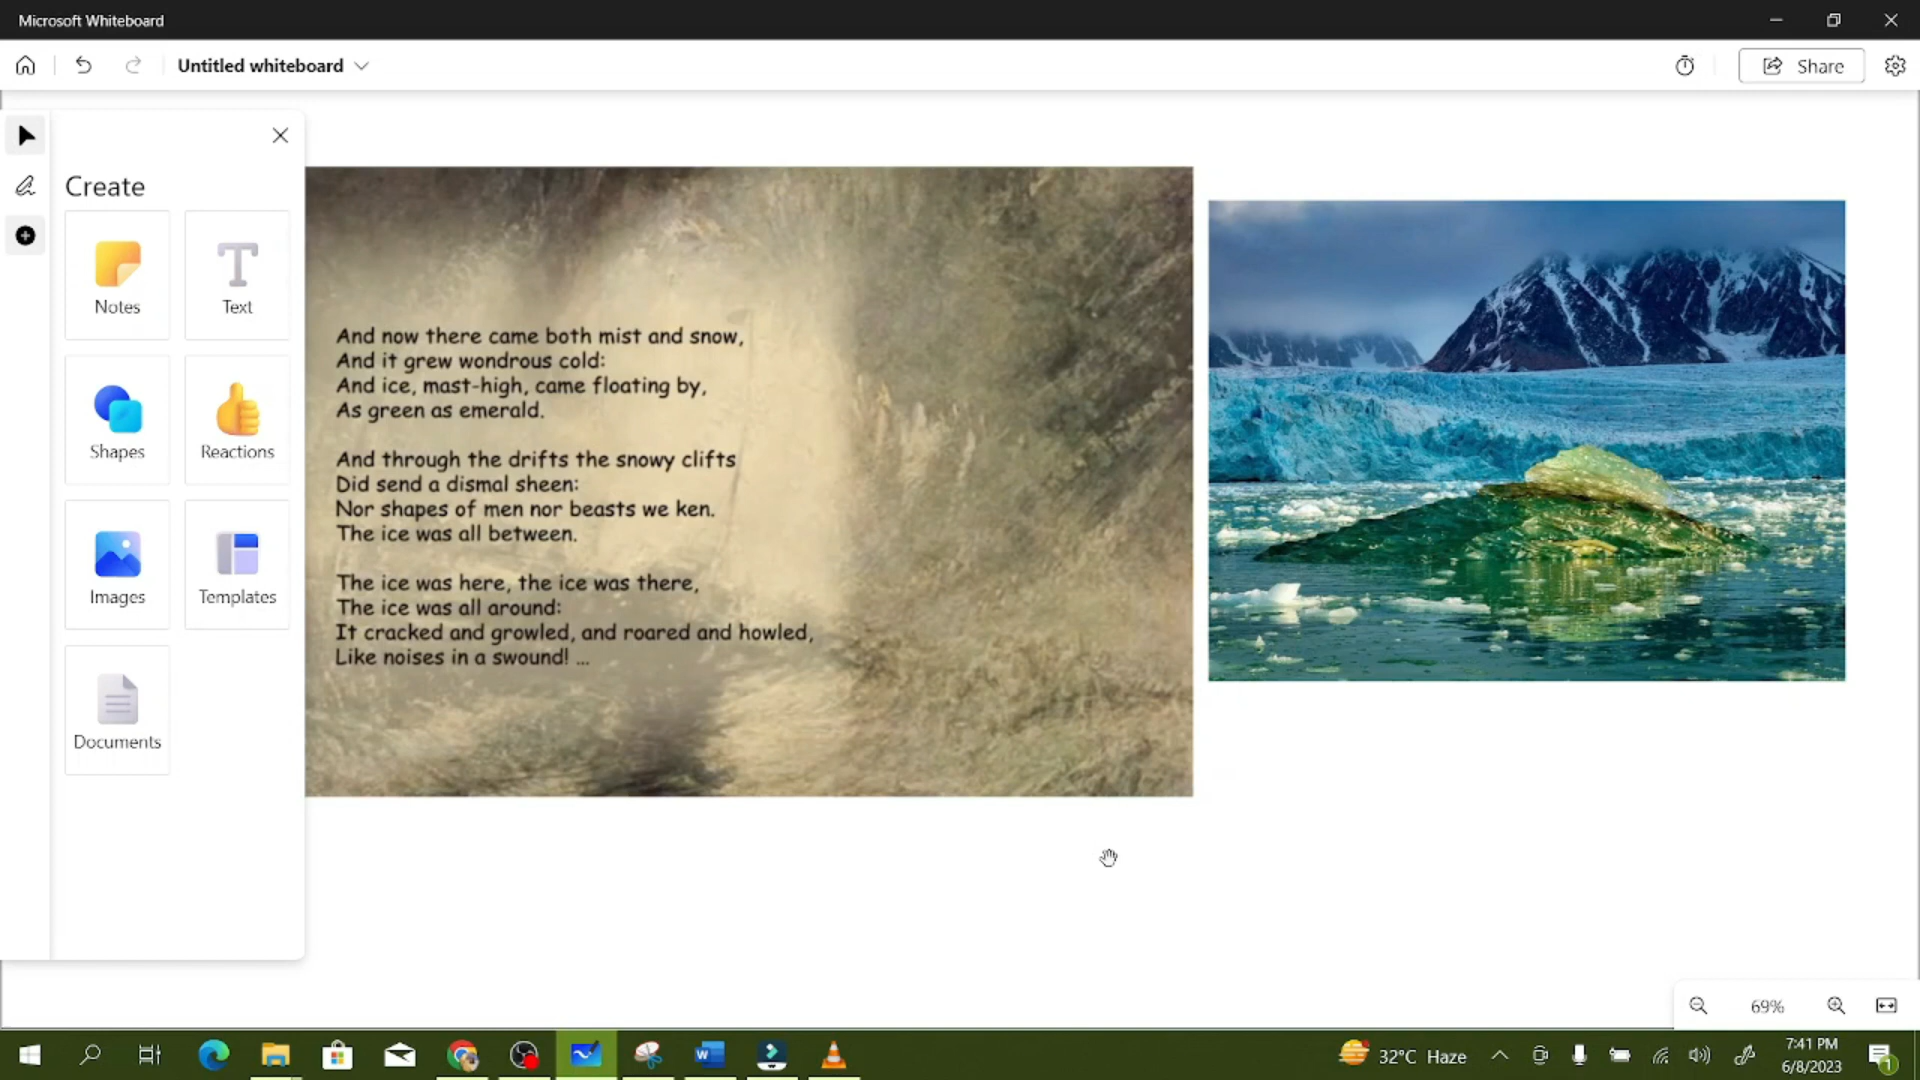 Microsoft Whiteboard
Untitled whiteboard
Share
Create
Notes
Text
Shapes
Reactions
Images
Templates
Documents
And now there came both mist and snow,
And it grew wondrous cold:
And ice, mast-high, came floating by,
As green as emerald.
And through the drifts the snowy clifts
Did send a dismal sheen:
Nor shapes of men nor beasts we ken.
The ice was all between.
The ice was here, the ice was there,
The ice was all around:
It cracked and growled, and roared and howled,
Like noises in a swound! ...
69%
32°C Haze
7:41 PM
6/8/2023
1